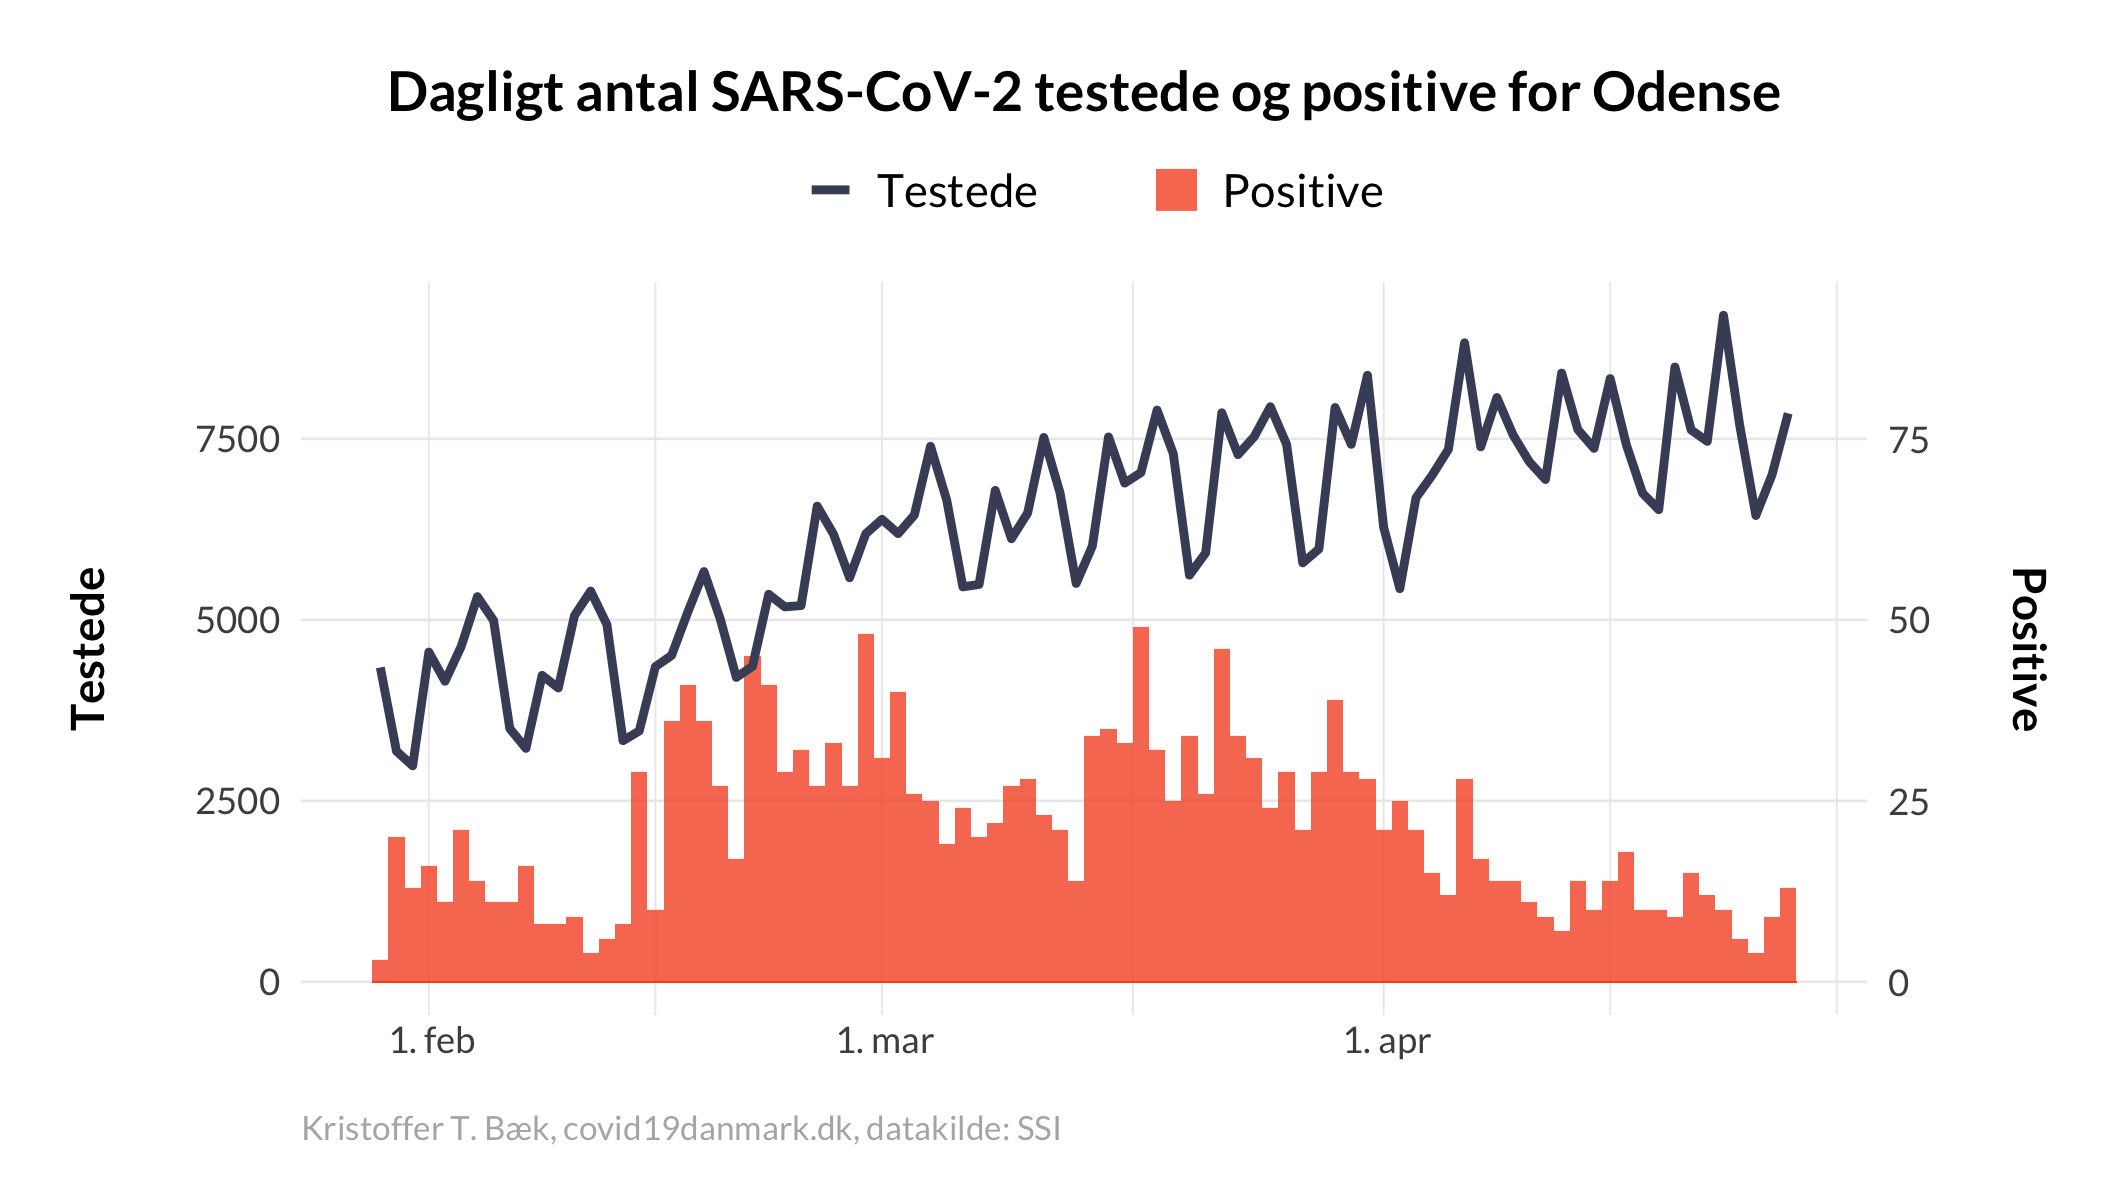 Dagligt antal SARS-CoV-2 testede og positive for Odense
Testede
Positive
Testede
7500
5000
2500
0
75
50
25
0
Positive
1. feb
1. mar
1. apr
Kristoffer T. Bæk, covid19danmark.dk, datakilde: SSI